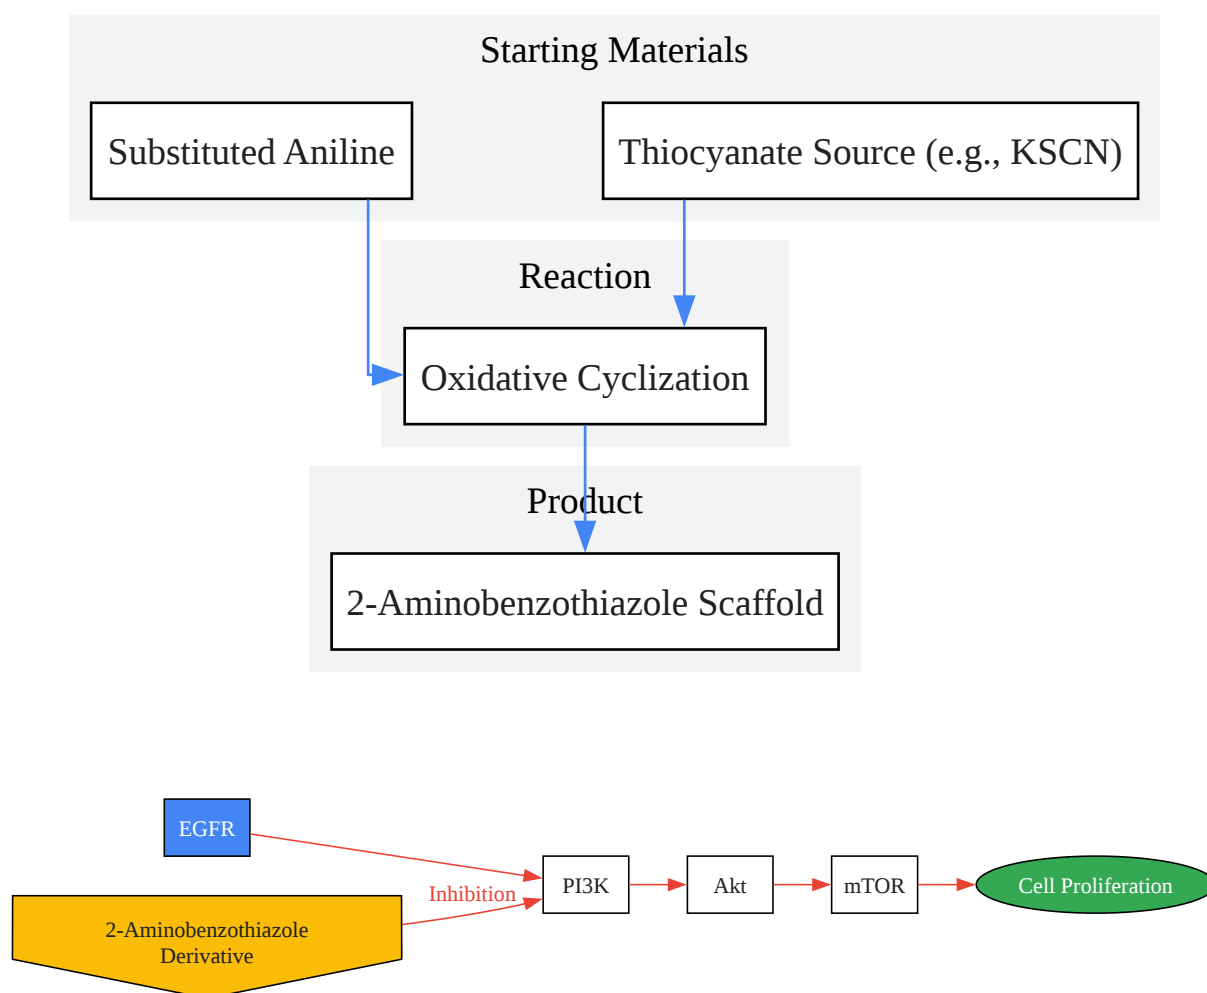 Starting Materials
Substituted Aniline
Thiocyanate Source (e.g., KSCN)
Reaction
Oxidative Cyclization
Product
2-Aminobenzothiazole Scaffold
EGFR
Inhibition
PI3K
Akt
mTOR
Cell Proliferation
2-Aminobenzothiazole
Derivative